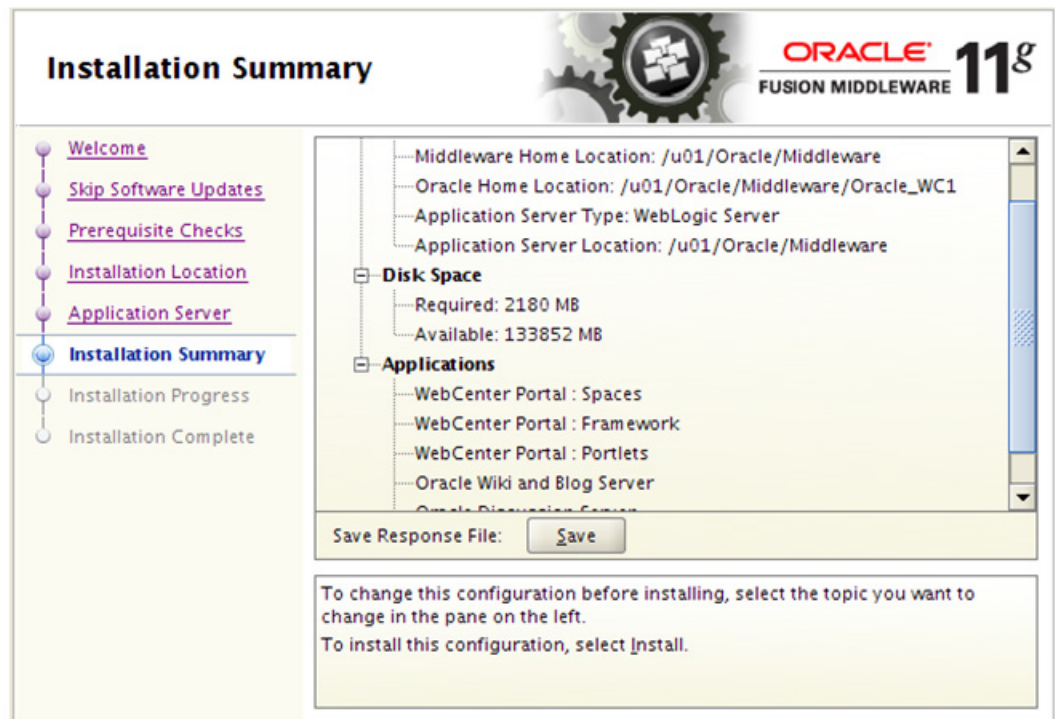 Installation Summary
ORACLE
FUSION MIDDLEWARE
11g
Welcome
Skip Software Updates
Prerequisite Checks
Installation Location
Application Server
Installation Summary
Installation Progress
Installation Complete
Middleware Home Location: /u01/Oracle/Middleware
Oracle Home Location: /u01/Oracle/Middleware/Oracle_WC1
Application Server Type: WebLogic Server
Application Server Location: /u01/Oracle/Middleware
Disk Space
Required: 2180 MB
Available: 133852 MB
Applications
WebCenter Portal : Spaces
WebCenter Portal : Framework
WebCenter Portal : Portlets
Oracle Wiki and Blog Server
Oracle Discussion Server
Save Response File:
Save
To change this configuration before installing, select the topic you want to
change in the pane on the left.
To install this configuration, select Install.